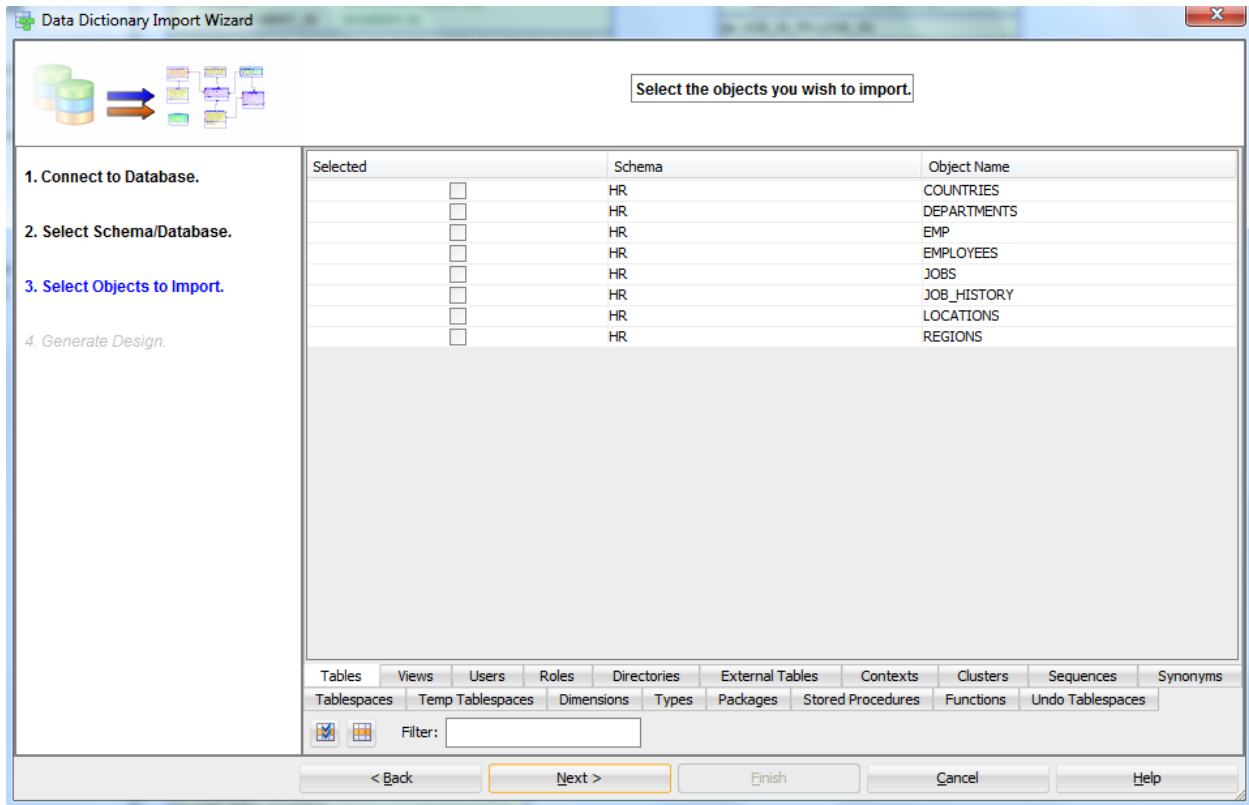 Data Dictionary Import Wizard
Select the objects you wish to import.
1. Connect to Database.
2. Select Schema/Database.
3. Select Objects to Import.
4. Generate Design.
Selected Schema Object Name
HR COUNTRIES
HR DEPARTMENTS
HR EMP
HR EMPLOYEES
HR JOBS
HR JOB_HISTORY
HR LOCATIONS
HR REGIONS
Tables Views Users Roles Directories External Tables Contexts Clusters Sequences Synonyms
Tablespaces Temp Tablespaces Dimensions Types Packages Stored Procedures Functions Undo Tablespaces
Filter:
< Back Next > Finish Cancel Help